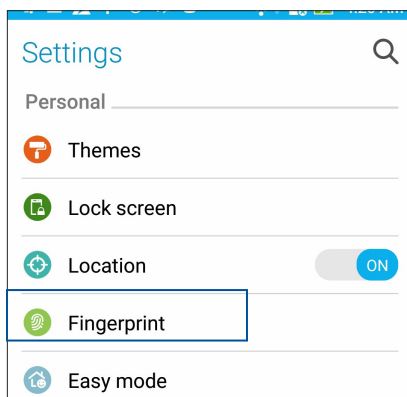 Settings
Personal
Themes
Lock screen
Location
ON
Fingerprint
Easy mode